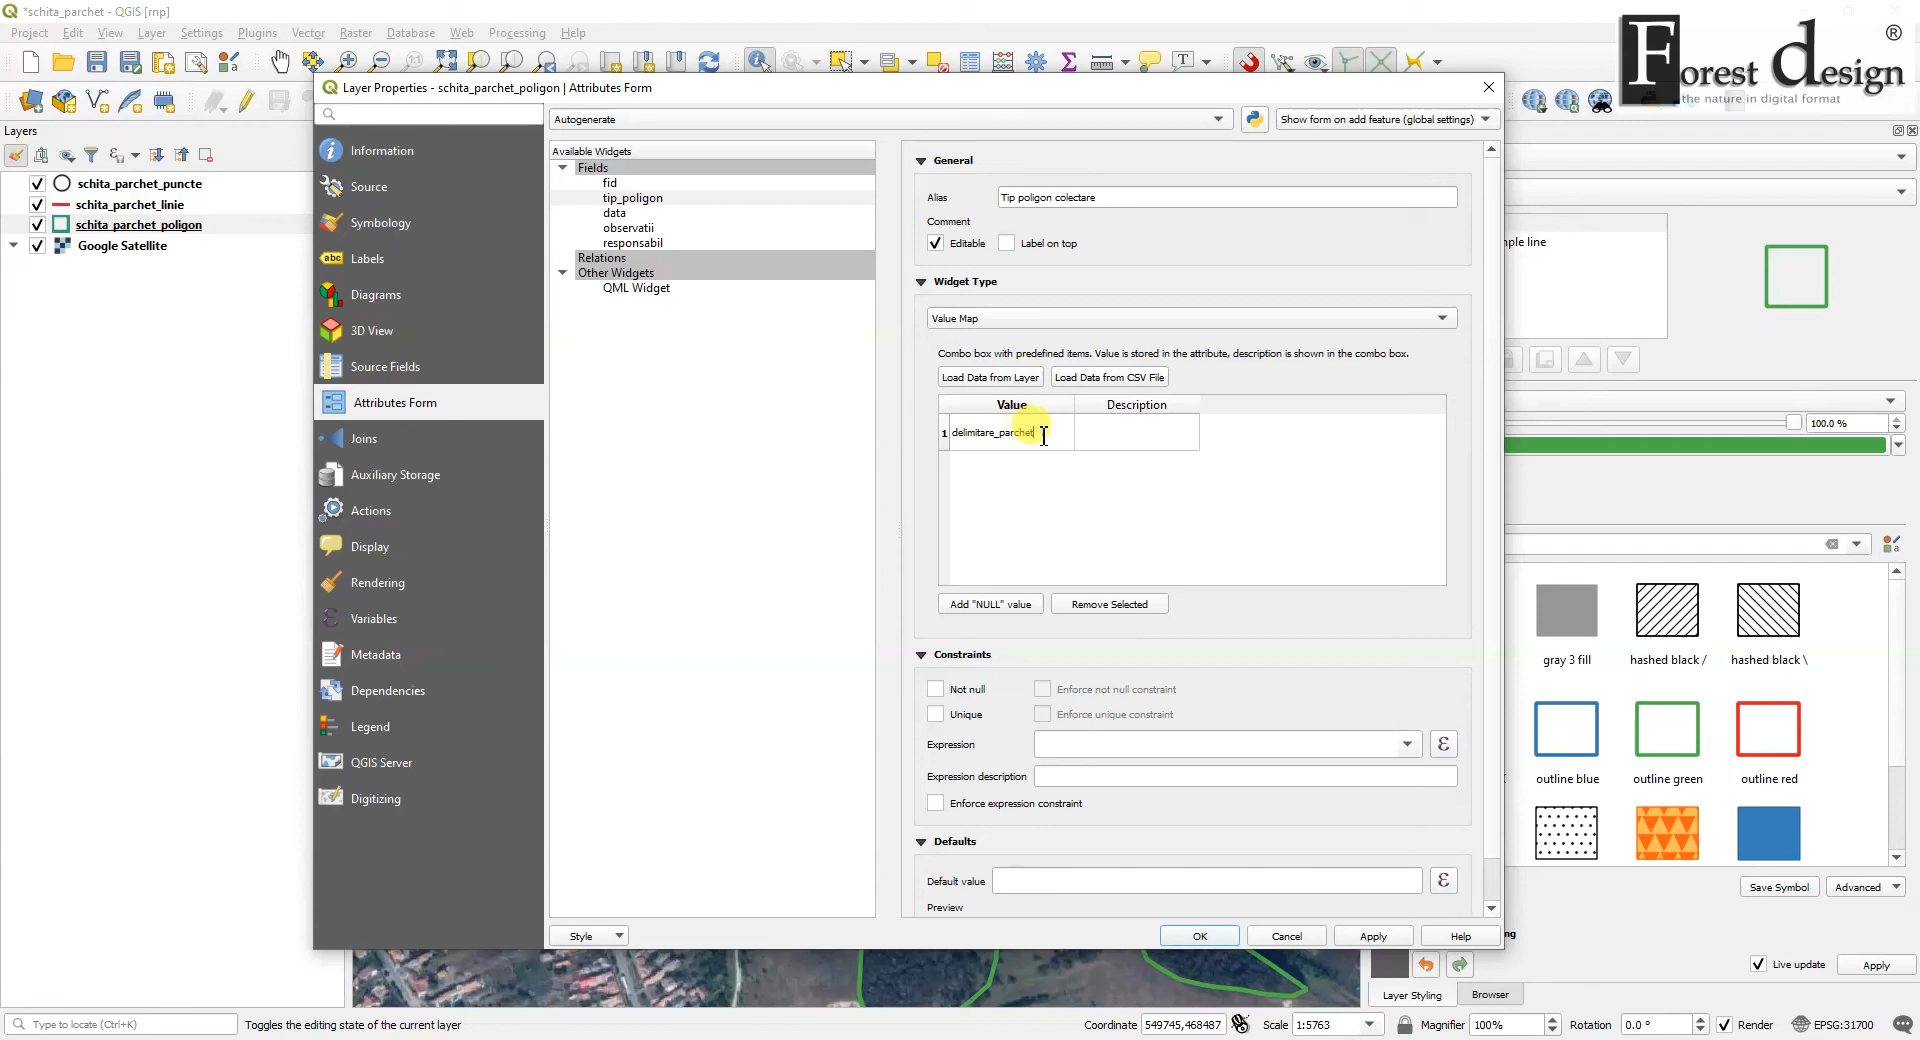 *schita_parchet - QGIS [rnp]
Project Edit View Layer Settings Plugins Vector Raster Database Web Processing Help
Forest design ®
the nature in digital format
Layers
schita_parchet_puncte
schita_parchet_linie
schita_parchet_poligon
Google Satellite
Layer Properties - schita_parchet_poligon | Attributes Form
Information
Source
Symbology
abc Labels
Diagrams
3D View
Source Fields
Attributes Form
Joins
Auxiliary Storage
Actions
Display
Rendering
Variables
Metadata
Dependencies
Legend
QGIS Server
Digitizing
Autogenerate
Show form on add feature (global settings)
Available Widgets
Fields
fid
tip_poligon
data
observatii
responsabil
Relations
Other Widgets
QML Widget
General
Alias Tip poligon colectare
Comment
Editable Label on top
Widget Type
Value Map
Combo box with predefined items. Value is stored in the attribute, description is shown in the combo box.
Load Data from Layer Load Data from CSV File
Value Description
1 delimitare_parchet
Add "NULL" value Remove Selected
Constraints
Not null Enforce not null constraint
Unique Enforce unique constraint
Expression
Expression description
Enforce expression constraint
Defaults
Default value
Preview
Style OK Cancel Apply Help
100.0 %
gray 3 fill hashed black / hashed black \
outline blue outline green outline red
Save Symbol Advanced
Live update Apply
Layer Styling Browser
Type to locate (Ctrl+K) Toggles the editing state of the current layer Coordinate 549745,468487 Scale 1:5763 Magnifier 100% Rotation 0.0 ° Render EPSG:31700